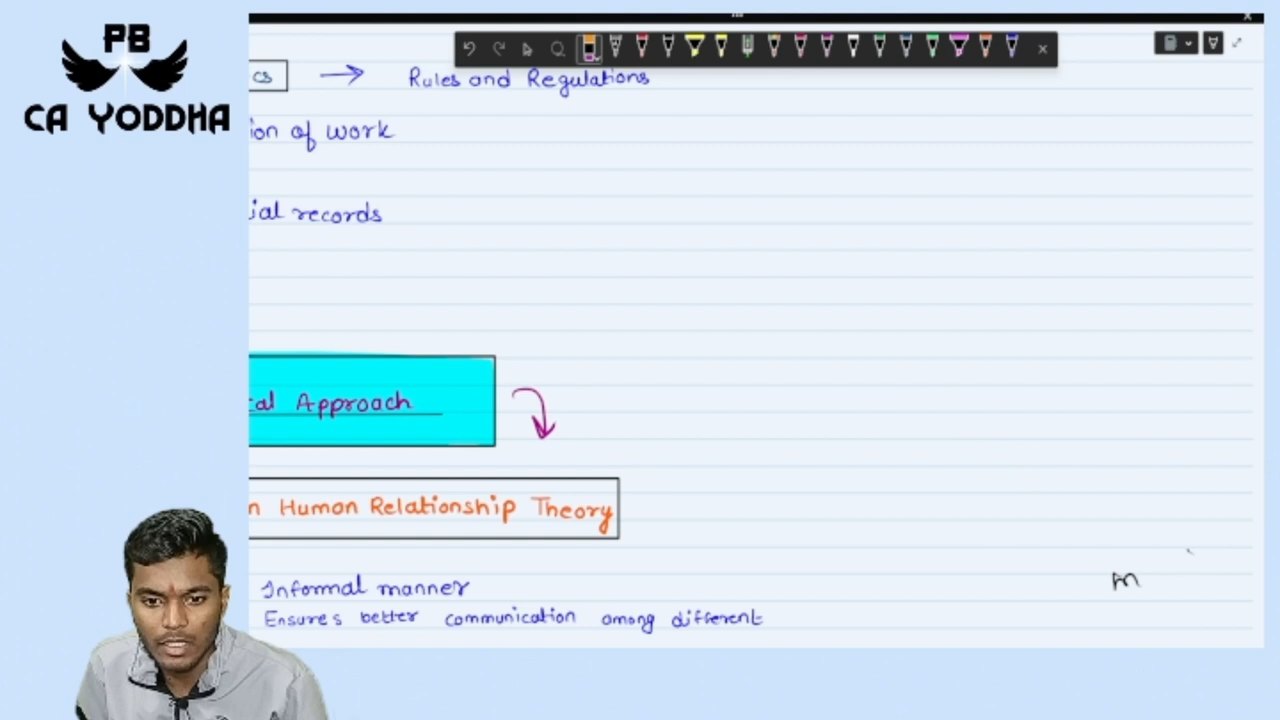 PB
CA YODDHA
cs → Rules and Regulations
ion of work
ial records
cal Approach
n Human Relationship Theory
Informal manner
Ensures better communication among different
m